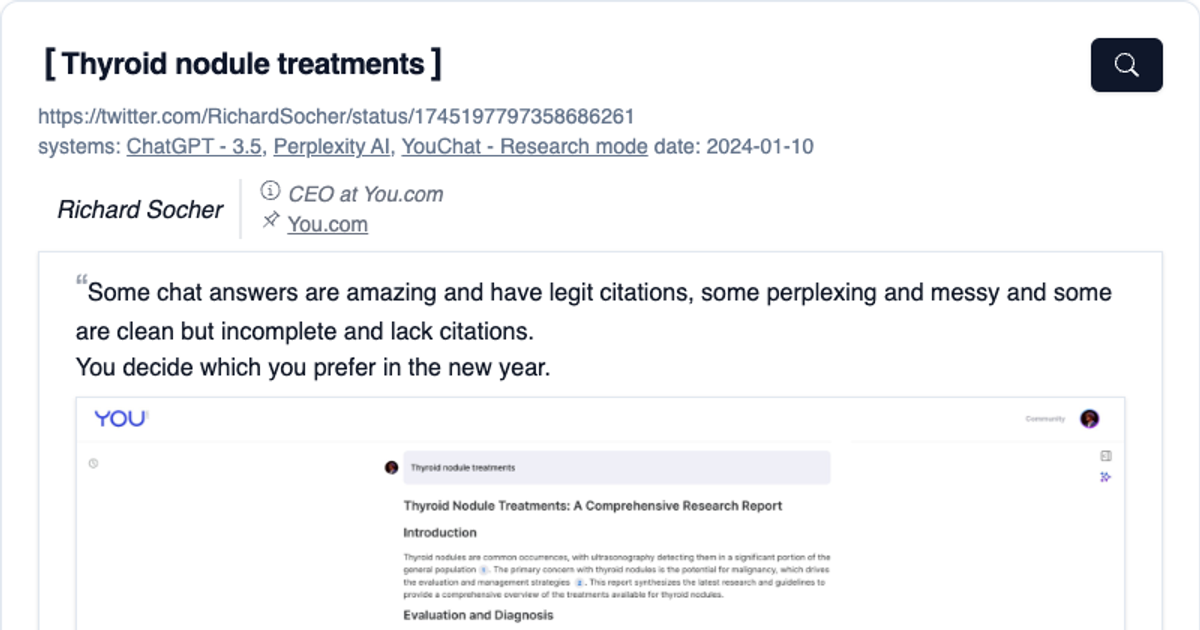 [ Thyroid nodule treatments ]
https://twitter.com/RichardSocher/status/1745197797358686261
systems: ChatGPT - 3.5, Perplexity AI, YouChat - Research mode date: 2024-01-10
Richard Socher
CEO at You.com
You.com
“Some chat answers are amazing and have legit citations, some perplexing and messy and some
are clean but incomplete and lack citations.
You decide which you prefer in the new year.
YOU
Community
Thyroid nodule treatments
Thyroid Nodule Treatments: A Comprehensive Research Report
Introduction
Thyroid nodules are common occurrences, with ultrasonography detecting them in a significant portion of the
general population 1. The primary concern with thyroid nodules is the potential for malignancy, which drives
the evaluation and management strategies 2. This report synthesizes the latest research and guidelines to
provide a comprehensive overview of the treatments available for thyroid nodules.
Evaluation and Diagnosis